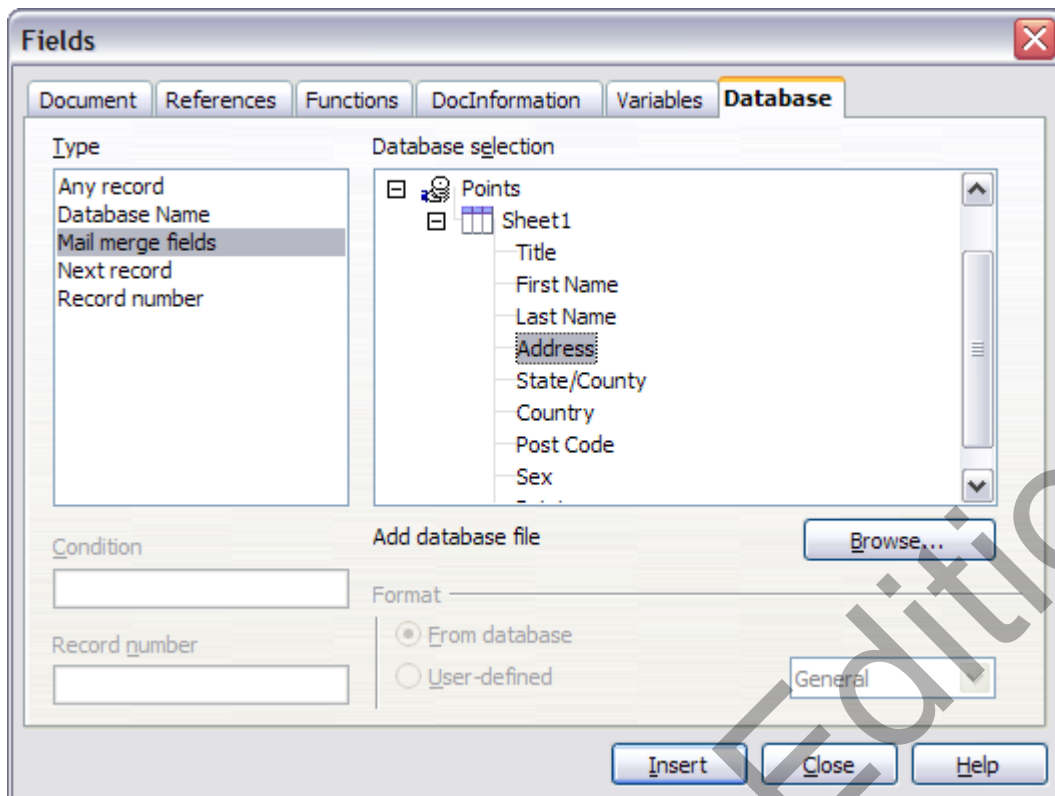 Fields
Document References Functions DocInformation Variables Database
Type
Any record
Database Name
Mail merge fields
Next record
Record number
Database selection
Points
Sheet1
Title
First Name
Last Name
Address
State/County
Country
Post Code
Sex
Condition
Record number
Add database file
Browse...
Format
From database
User-defined
General
Insert Close Help